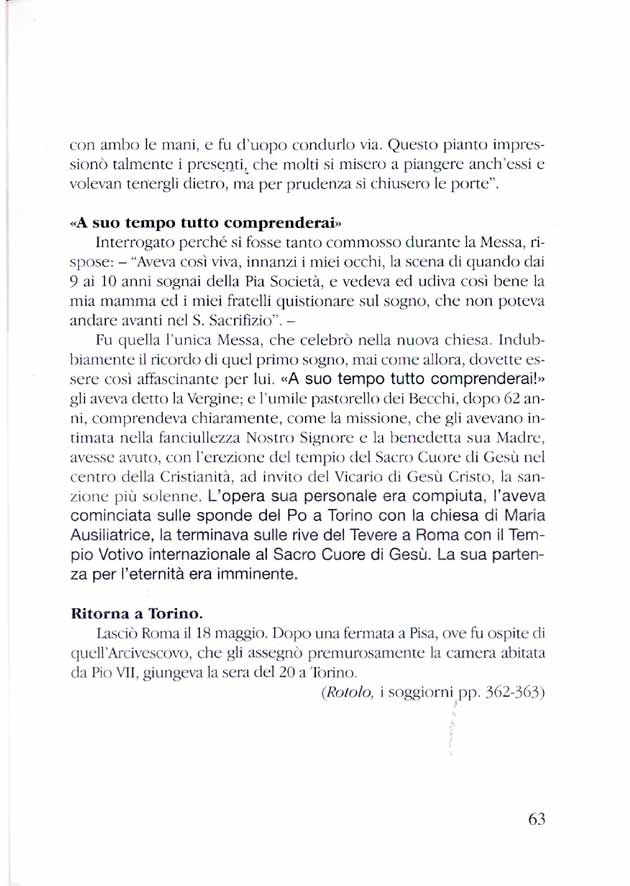 con ambo le mani, e fu d'uopo condurlo via. Questo pianto impres-
sionò talmente i presenti, che molti si misero a piangere anch'essi e
volevan tenergli dietro, ma per prudenza si chiusero le porte”.
«A suo tempo tutto comprenderai»
Interrogato perché si fosse tanto commosso durante la Messa, ri-
spose: – “Aveva così viva, innanzi i miei occhi, la scena di quando dai
9 ai 10 anni sognai della Pia Società, e vedeva ed udiva così bene la
mia mamma ed i miei fratelli quistionare sul sogno, che non poteva
andare avanti nel S. Sacrifizio”. –
Fu quella l'unica Messa, che celebrò nella nuova chiesa. Indub-
biamente il ricordo di quel primo sogno, mai come allora, dovette es-
sere così affascinante per lui. «A suo tempo tutto comprenderai!»
gli aveva detto la Vergine; e l'umile pastorello dei Becchi, dopo 62 an-
ni, comprendeva chiaramente, come la missione, che gli avevano in-
timata nella fanciullezza Nostro Signore e la benedetta sua Madre,
avesse avuto, con l'erezione del tempio del Sacro Cuore di Gesù nel
centro della Cristianità, ad invito del Vicario di Gesù Cristo, la san-
zione più solenne. L'opera sua personale era compiuta, l'aveva
cominciata sulle sponde del Po a Torino con la chiesa di Maria
Ausiliatrice, la terminava sulle rive del Tevere a Roma con il Tem-
pio Votivo internazionale al Sacro Cuore di Gesù. La sua parten-
za per l'eternità era imminente.
Ritorna a Torino.
Lasciò Roma il 18 maggio. Dopo una fermata a Pisa, ove fu ospite di
quell'Arcivescovo, che gli assegnò premurosamente la camera abitata
da Pio VII, giungeva la sera del 20 a Torino.
(Rotolo, i soggiorni pp. 362-363)
63